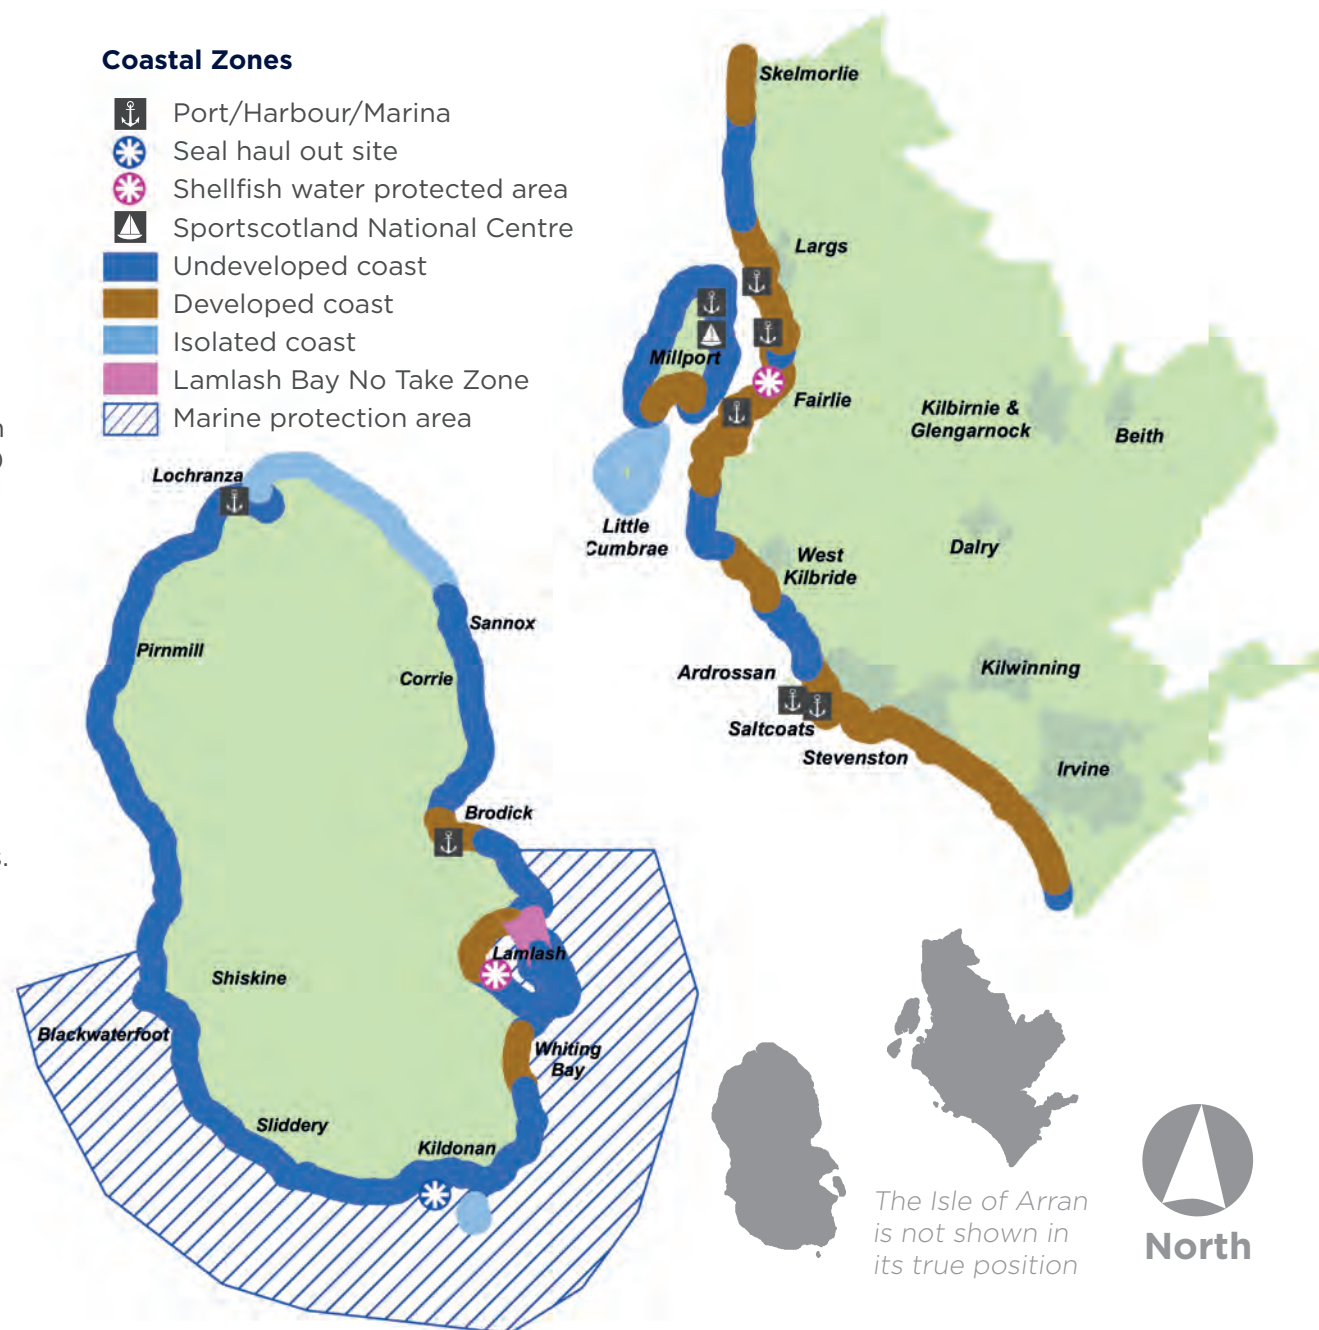 Coastal Zones
Port/Harbour/Marina
Seal haul out site
Shellfish water protected area
Sportscotland National Centre
Undeveloped coast
Developed coast
Isolated coast
Lamlash Bay No Take Zone
Marine protection area
Skelmorlie
Largs
Millport
Fairlie
Kilbirnie &
Glengarnock
Beith
Little
Cumbrae
West
Kilbride
Dalry
Ardrossan
Kilwinning
Saltcoats
Stevenston
Irvine
Lochranza
Sannox
Pirnmill
Corrie
Brodick
Lamlash
Shiskine
Blackwaterfoot
Whiting
Bay
Sliddery
Kildonan
The Isle of Arran
is not shown in
its true position
North